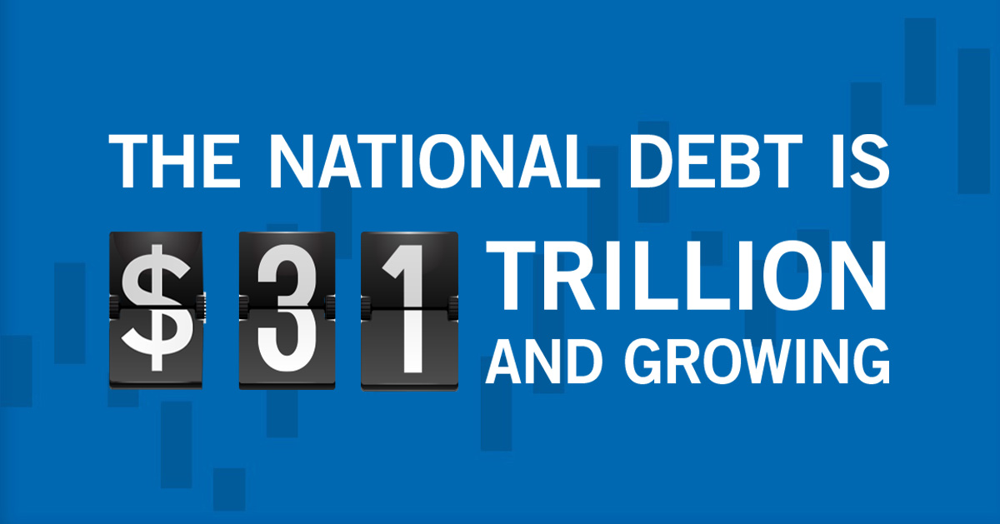 THE NATIONAL DEBT IS
$ 31 TRILLION
AND GROWING